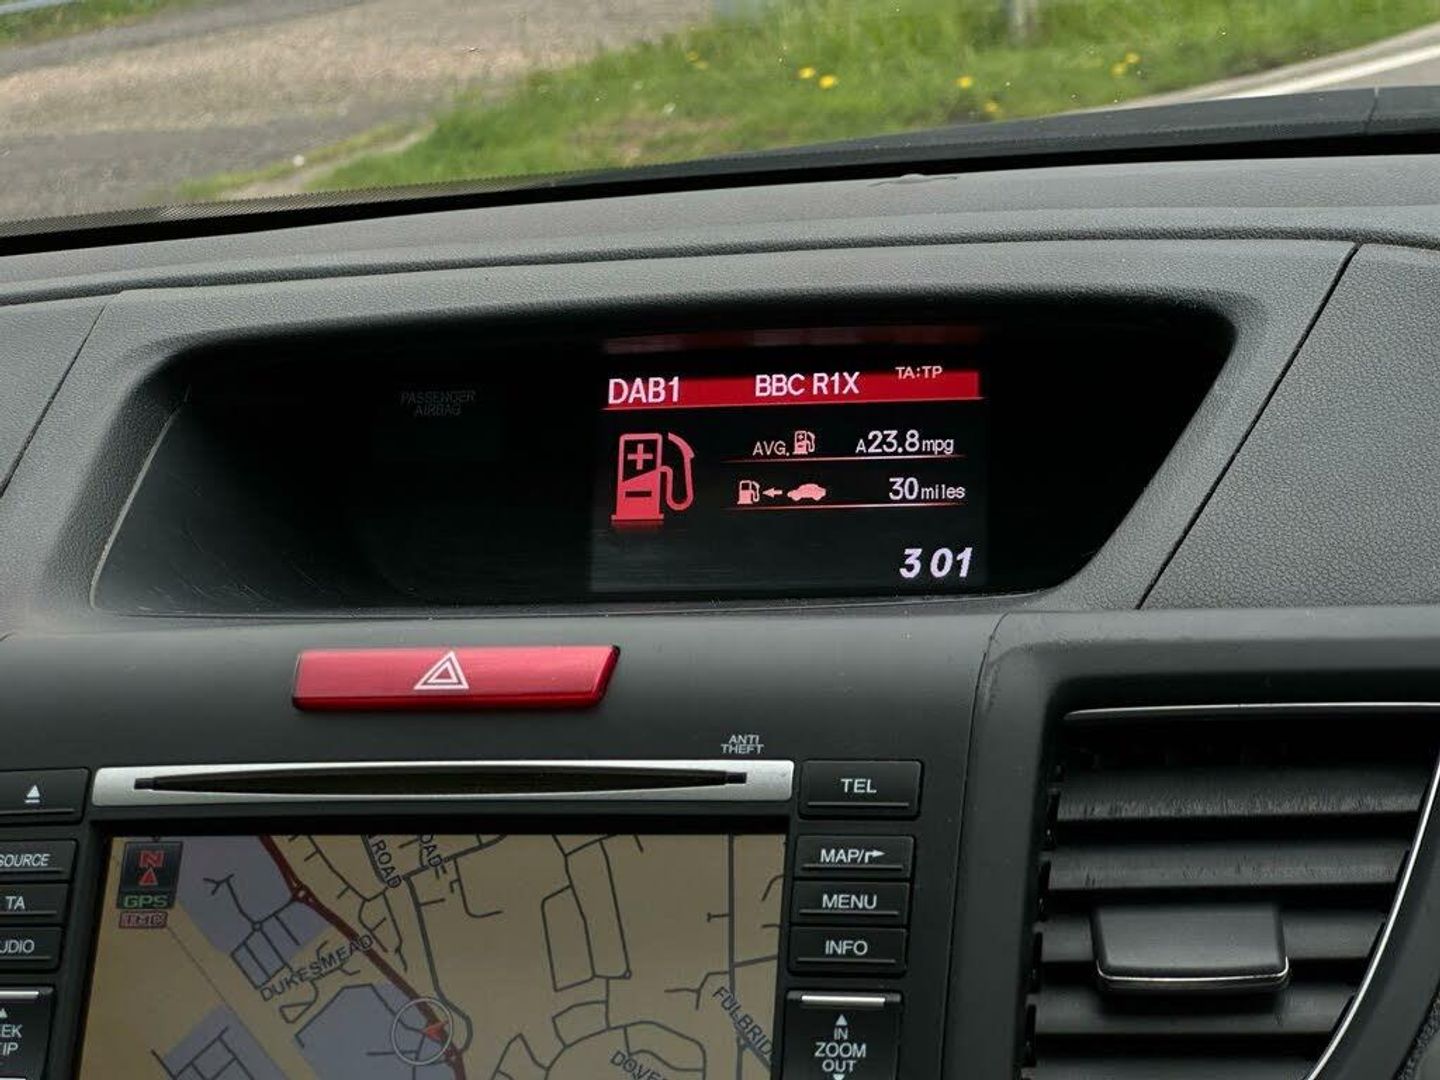 DAB1 BBC R1X TA:TP
PASSENGER
AIRBAG
AVG. A23.8mpg
30miles
3 01
ANTI
THEFT
TEL
SOURCE
MAP/
N
TA
GPS
TMC
MENU
INFO
ROAD
DUKESMEAD
IN
ZOOM
OUT